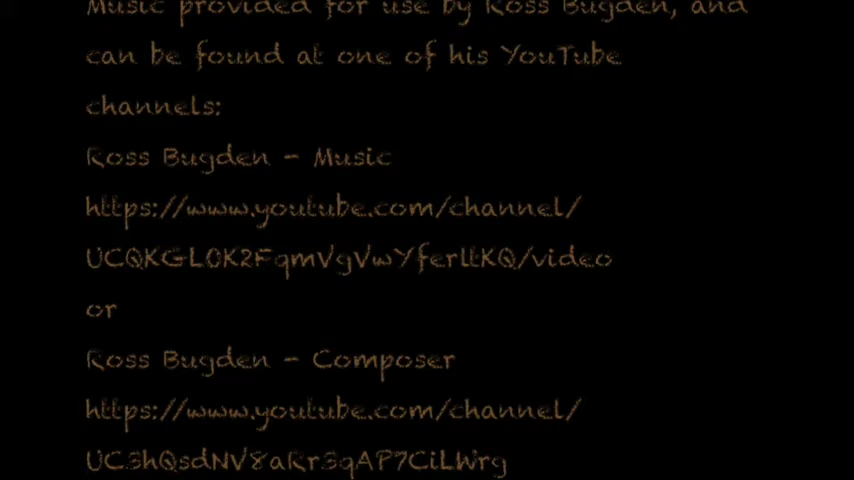 Music provided for use by Ross Bugden, and
can be found at one of his YouTube
channels:
Ross Bugden - Music
https://www.youtube.com/channel/
UCQKGL0K2FqmVgVwYferltKQ/video
or
Ross Bugden - Composer
https://www.youtube.com/channel/
UC3hQsdNV8aRr3qAP7CiLWrg